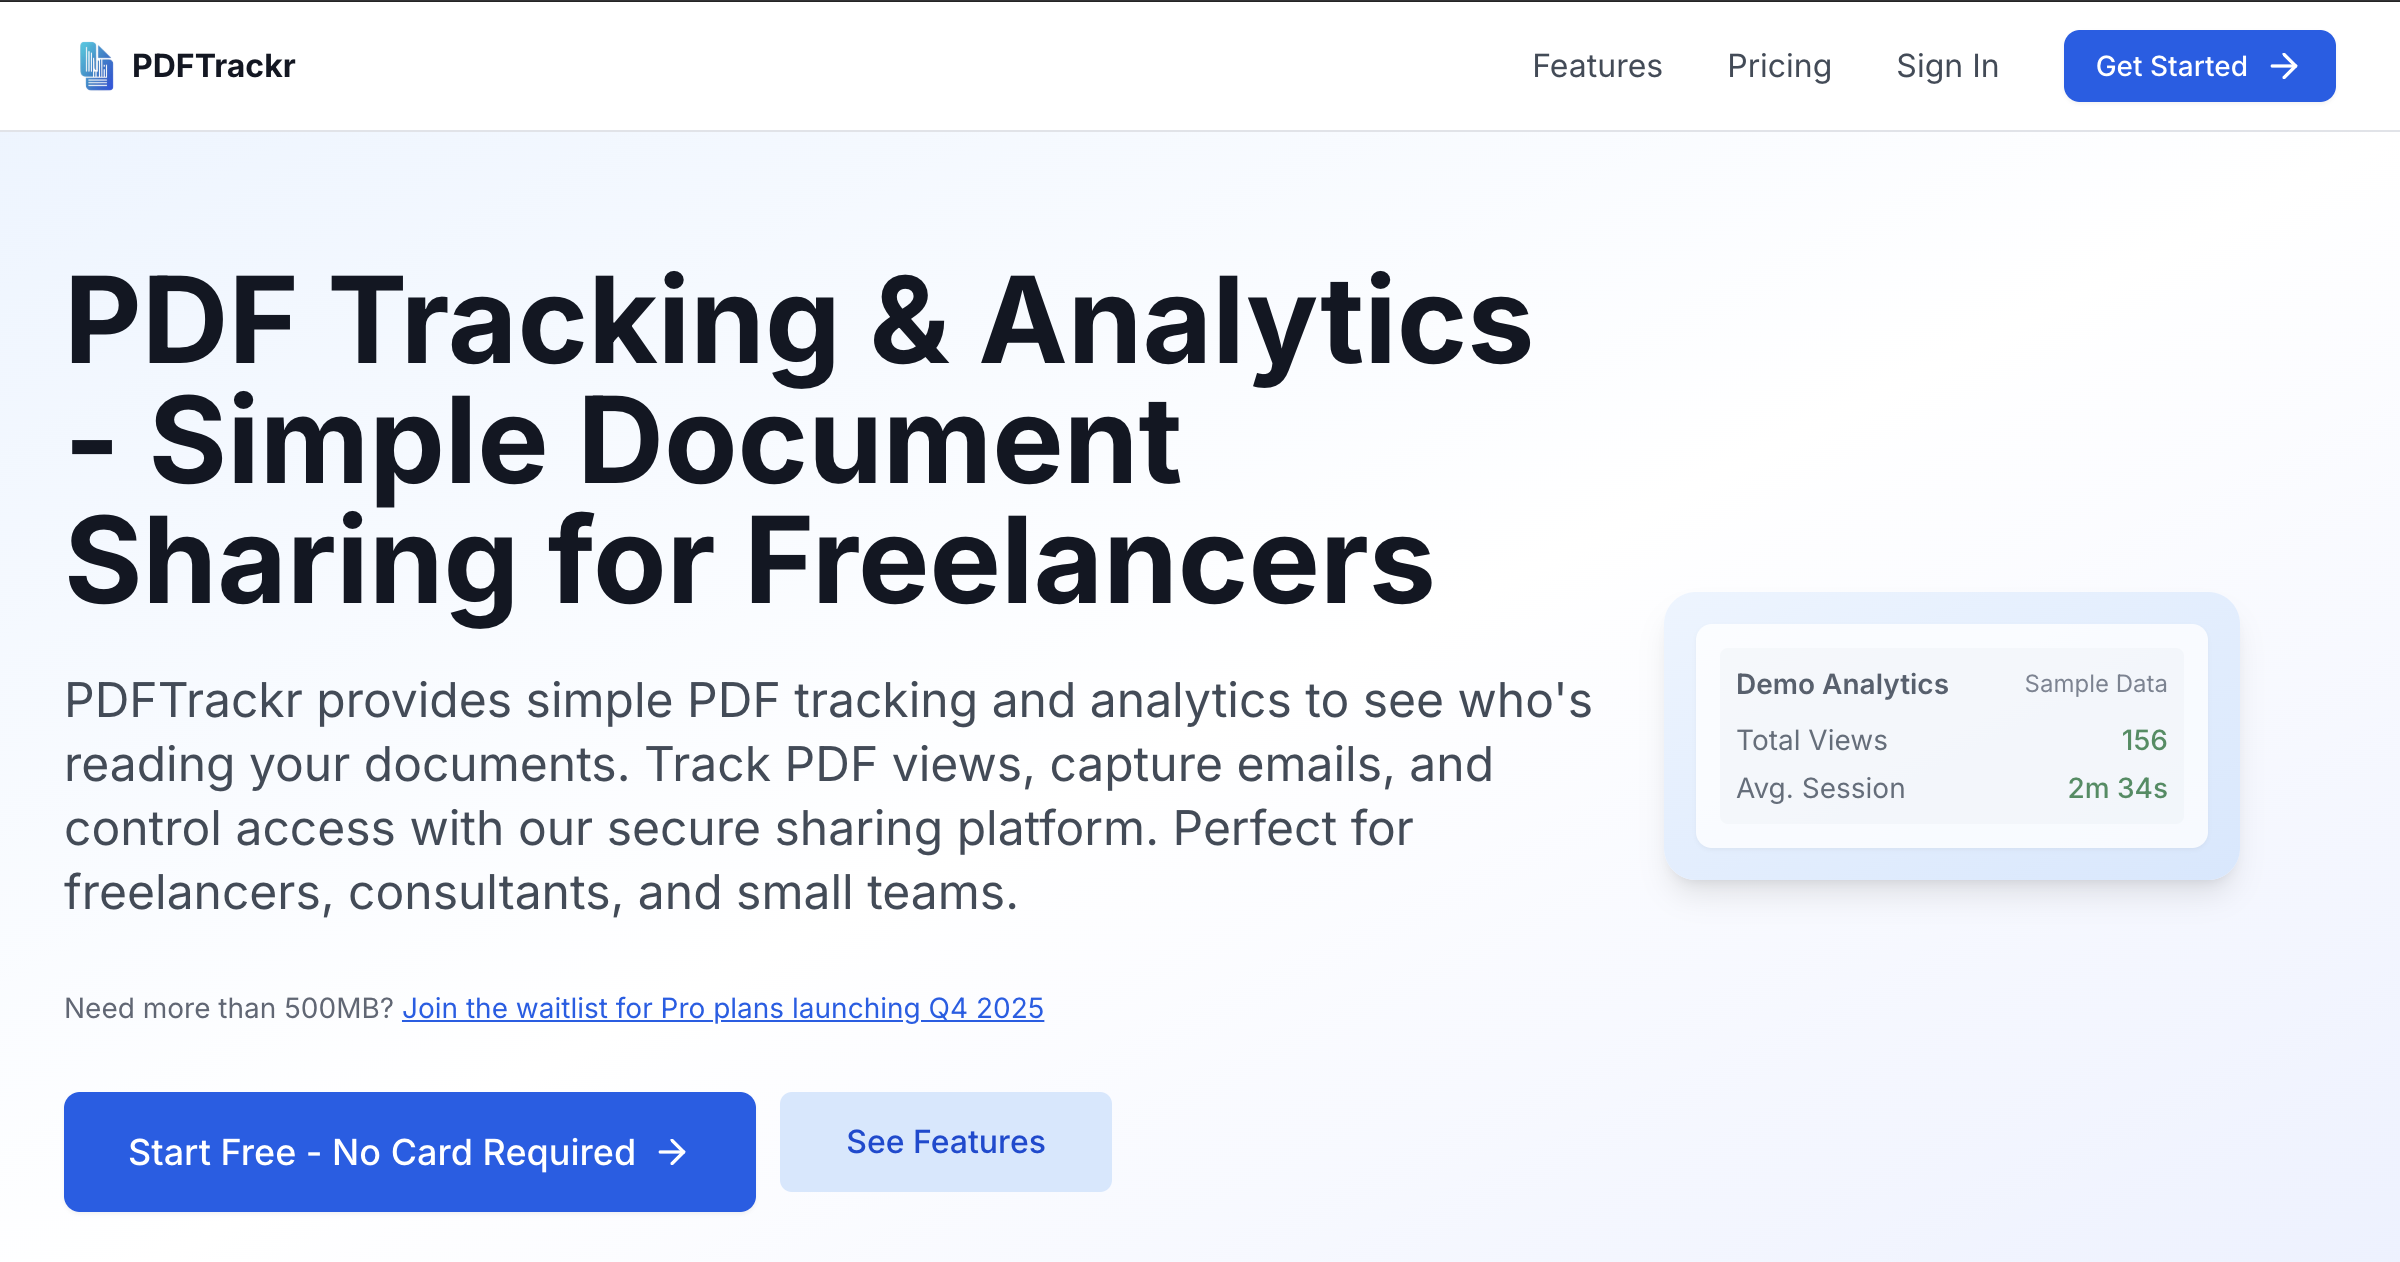 PDFTrackr
Features
Pricing
Sign In
Get Started
PDF Tracking & Analytics
- Simple Document
Sharing for Freelancers
PDFTrackr provides simple PDF tracking and analytics to see who's
reading your documents. Track PDF views, capture emails, and
control access with our secure sharing platform. Perfect for
freelancers, consultants, and small teams.
Need more than 500MB? Join the waitlist for Pro plans launching Q4 2025
Start Free - No Card Required
See Features
Demo Analytics
Sample Data
Total Views
156
Avg. Session
2m 34s